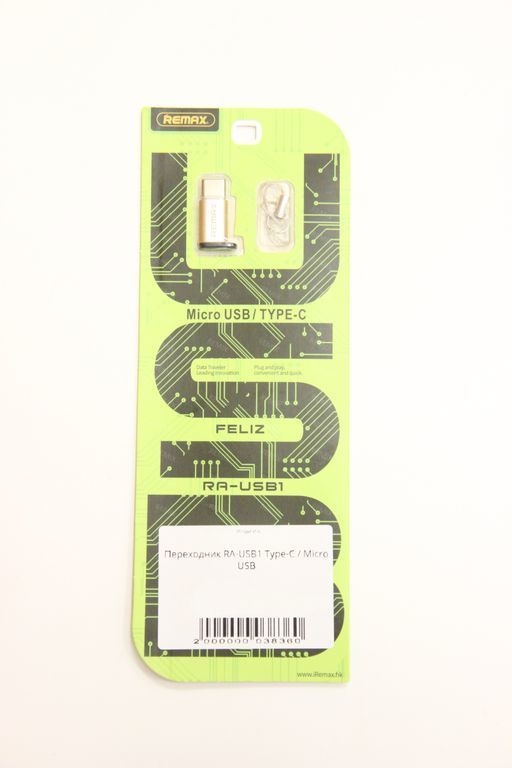 REMAX
REMAX
Micro USB / TYPE-C
Data Traveler
Leading innovation
Plug and play,
convenient and quick.
FELIZ
RA-USB1
Переходник RA-USB1 Type-C / Micro
USB
2000000038360
www.iRemax.hk